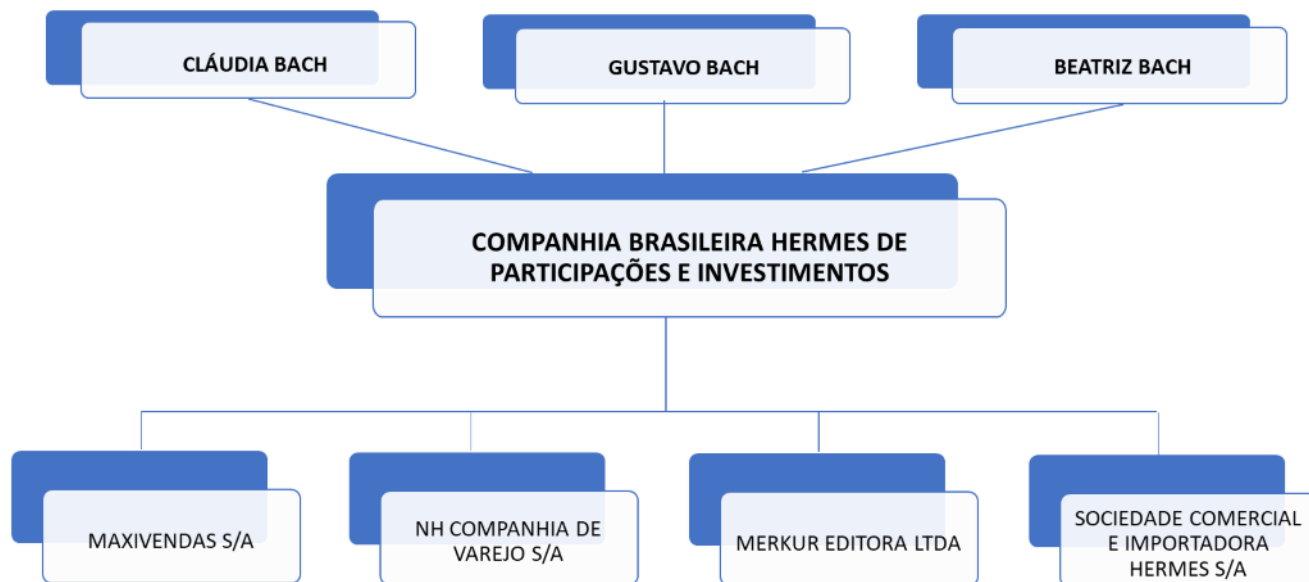 CLÁUDIA BACH
GUSTAVO BACH
BEATRIZ BACH
COMPANHIA BRASILEIRA HERMES DE
PARTICIPAÇÕES E INVESTIMENTOS
MAXIVENDAS S/A
NH COMPANHIA DE
VAREJO S/A
MERKUR EDITORA LTDA
SOCIEDADE COMERCIAL
E IMPORTADORA
HERMES S/A